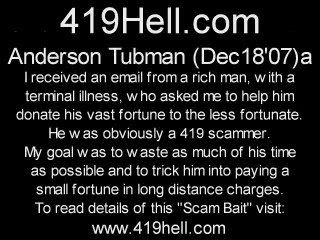 419Hell.com
Anderson Tubman (Dec18'07)a
I received an email from a rich man, with a
terminal illness, who asked me to help him
donate his vast fortune to the less fortunate.
He was obviously a 419 scammer.
My goal was to waste as much of his time
as possible and to trick him into paying a
small fortune in long distance charges.
To read details of this "Scam Bait" visit:
www.419hell.com